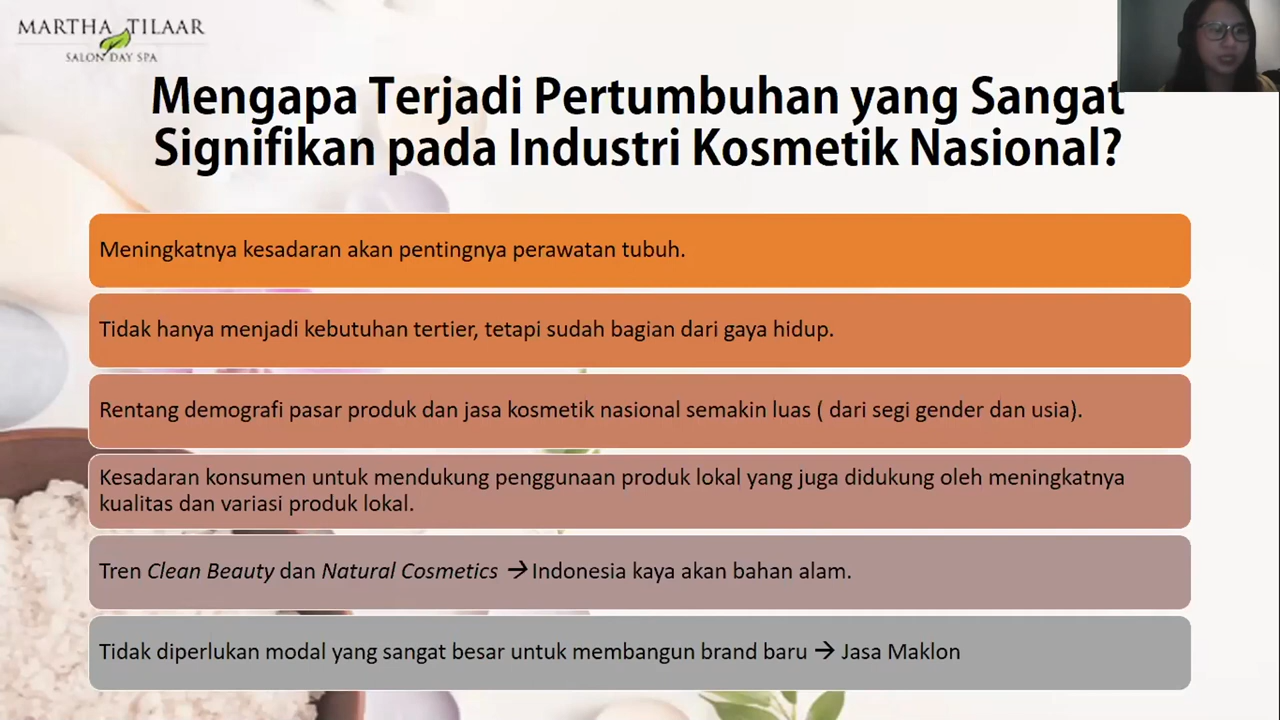 MARTHA TILAAR
SALON DAY SPA
Mengapa Terjadi Pertumbuhan yang Sangat
Signifikan pada Industri Kosmetik Nasional?
Meningkatnya kesadaran akan pentingnya perawatan tubuh.
Tidak hanya menjadi kebutuhan tertier, tetapi sudah bagian dari gaya hidup.
Rentang demografi pasar produk dan jasa kosmetik nasional semakin luas ( dari segi gender dan usia).
Kesadaran konsumen untuk mendukung penggunaan produk lokal yang juga didukung oleh meningkatnya
kualitas dan variasi produk lokal.
Tren Clean Beauty dan Natural Cosmetics → Indonesia kaya akan bahan alam.
Tidak diperlukan modal yang sangat besar untuk membangun brand baru → Jasa Maklon